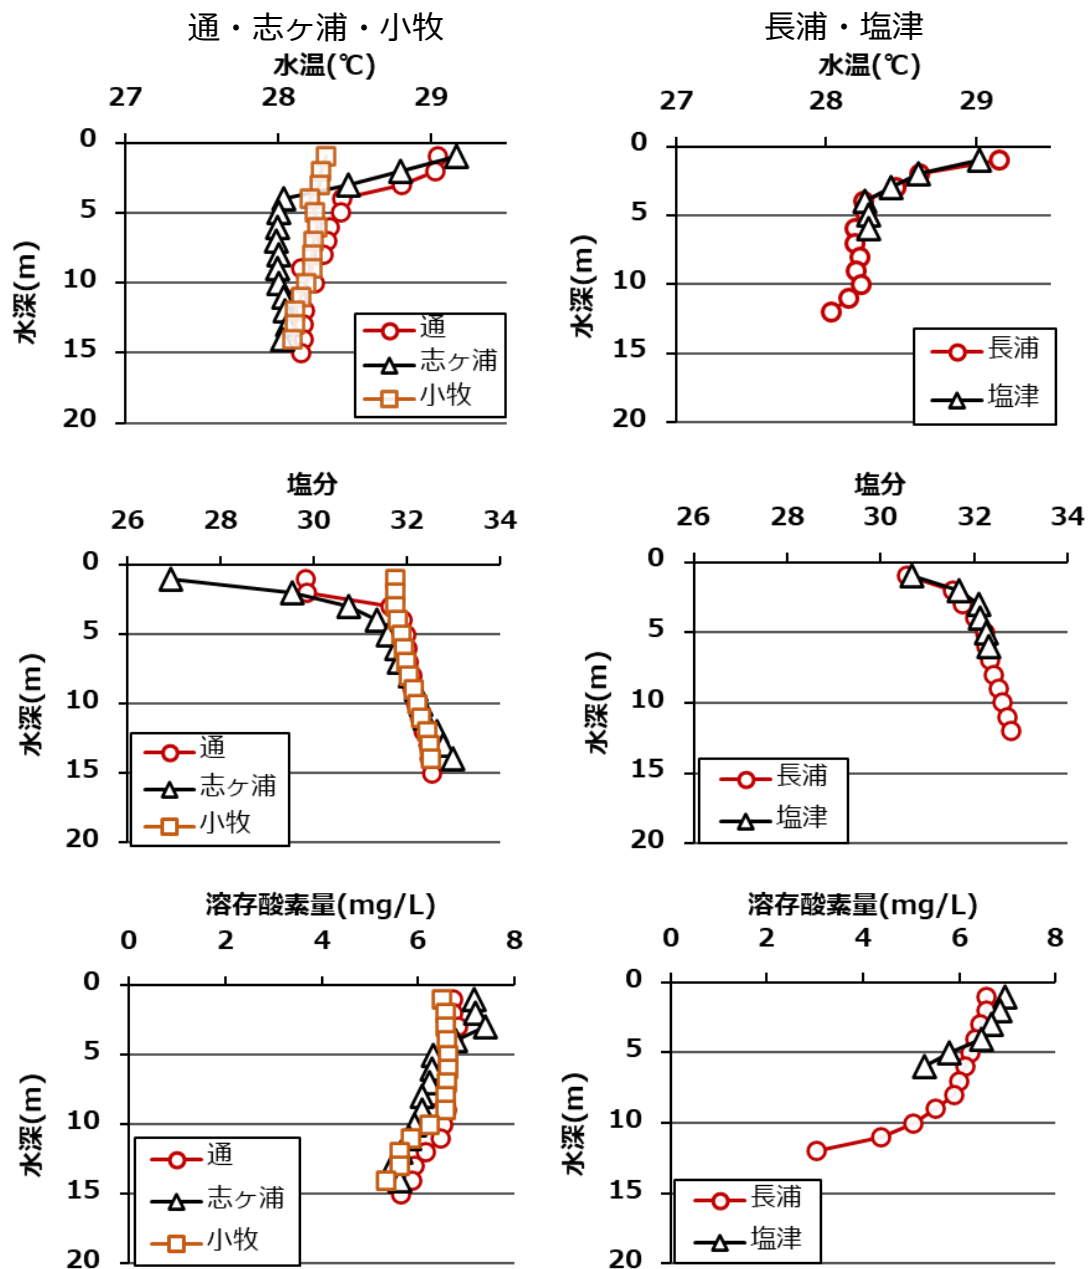 通・志ヶ浦・小牧
水温(℃)
27 28 29
0
5
10
15
20
水深(m)
通
志ヶ浦
小牧
長浦・塩津
水温(℃)
27 28 29
0
5
10
15
20
水深(m)
長浦
塩津
塩分
26 28 30 32 34
0
5
10
15
20
水深(m)
通
志ヶ浦
小牧
塩分
26 28 30 32 34
0
5
10
15
20
水深(m)
長浦
塩津
溶存酸素量(mg/L)
0 2 4 6 8
0
5
10
15
20
水深(m)
通
志ヶ浦
小牧
溶存酸素量(mg/L)
0 2 4 6 8
0
5
10
15
20
水深(m)
長浦
塩津